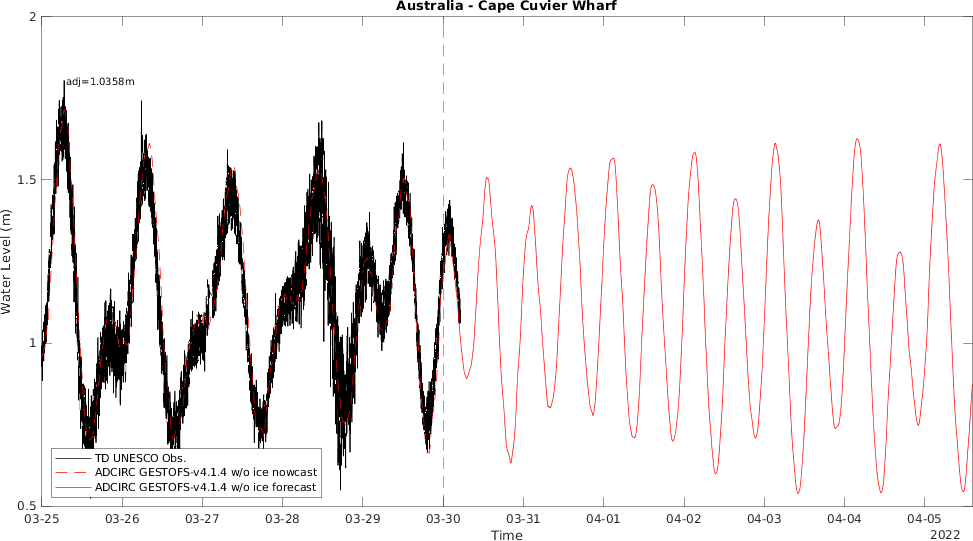 Australia - Cape Cuvier Wharf
2
adj=1.0358m
1.5
Water Level (m)
1
TD UNESCO Obs.
ADCIRC GESTOFS-v4.1.4 w/o ice nowcast
ADCIRC GESTOFS-v4.1.4 w/o ice forecast
0.5
03-25 03-26 03-27 03-28 03-29 03-30 03-31 04-01 04-02 04-03 04-04 04-05
Time 2022